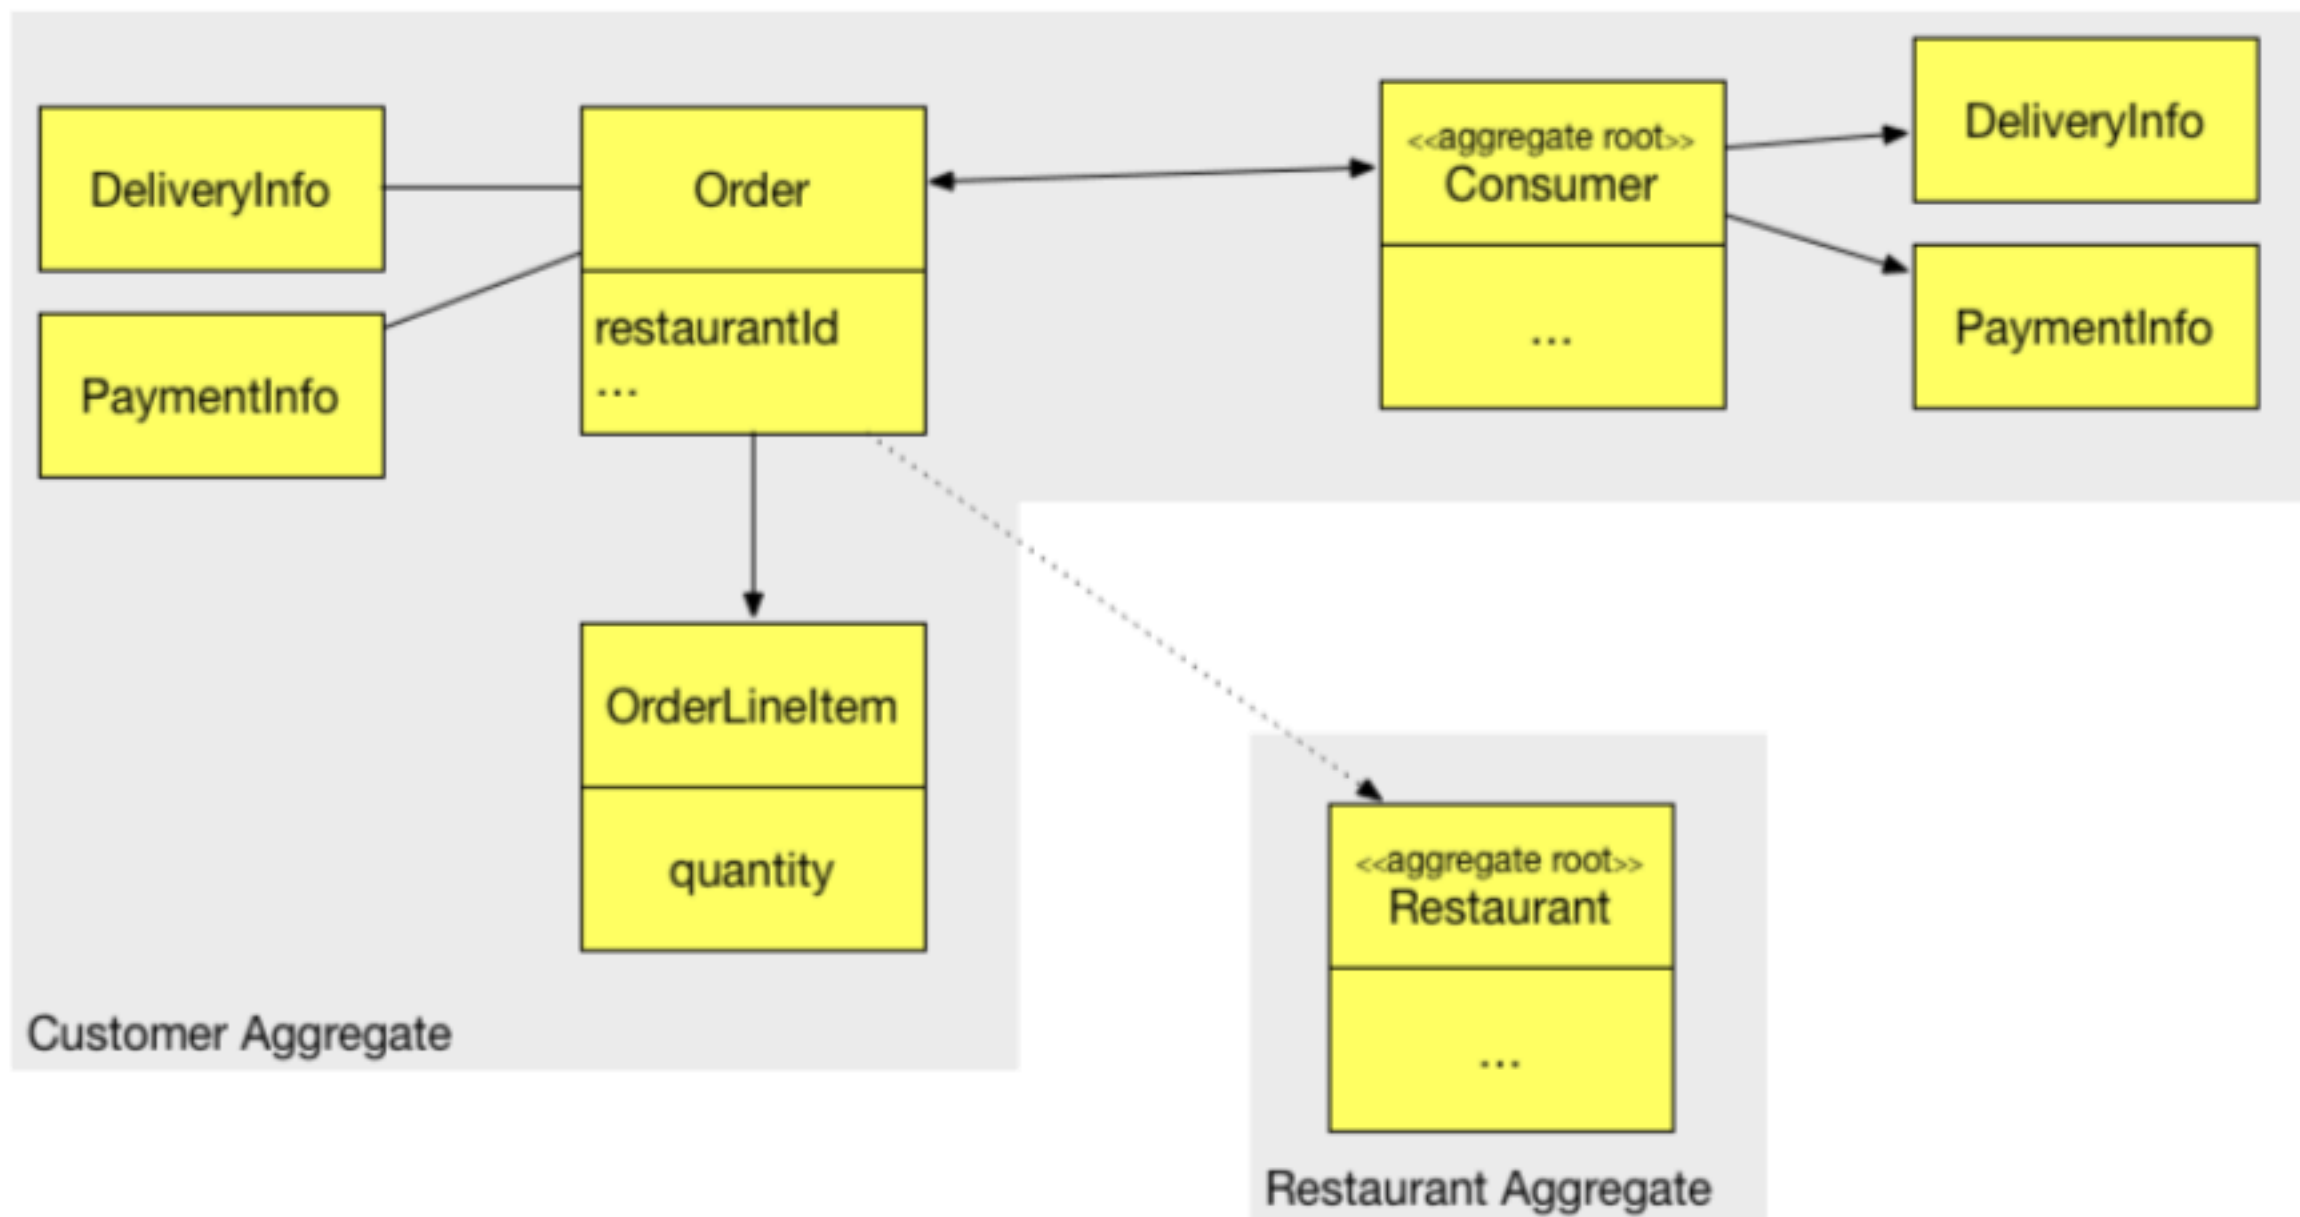 DeliveryInfo
PaymentInfo
Order
restaurantId
...
<<aggregate root>>
Consumer
...
DeliveryInfo
PaymentInfo
OrderLineItem
quantity
Customer Aggregate
<<aggregate root>>
Restaurant
...
Restaurant Aggregate